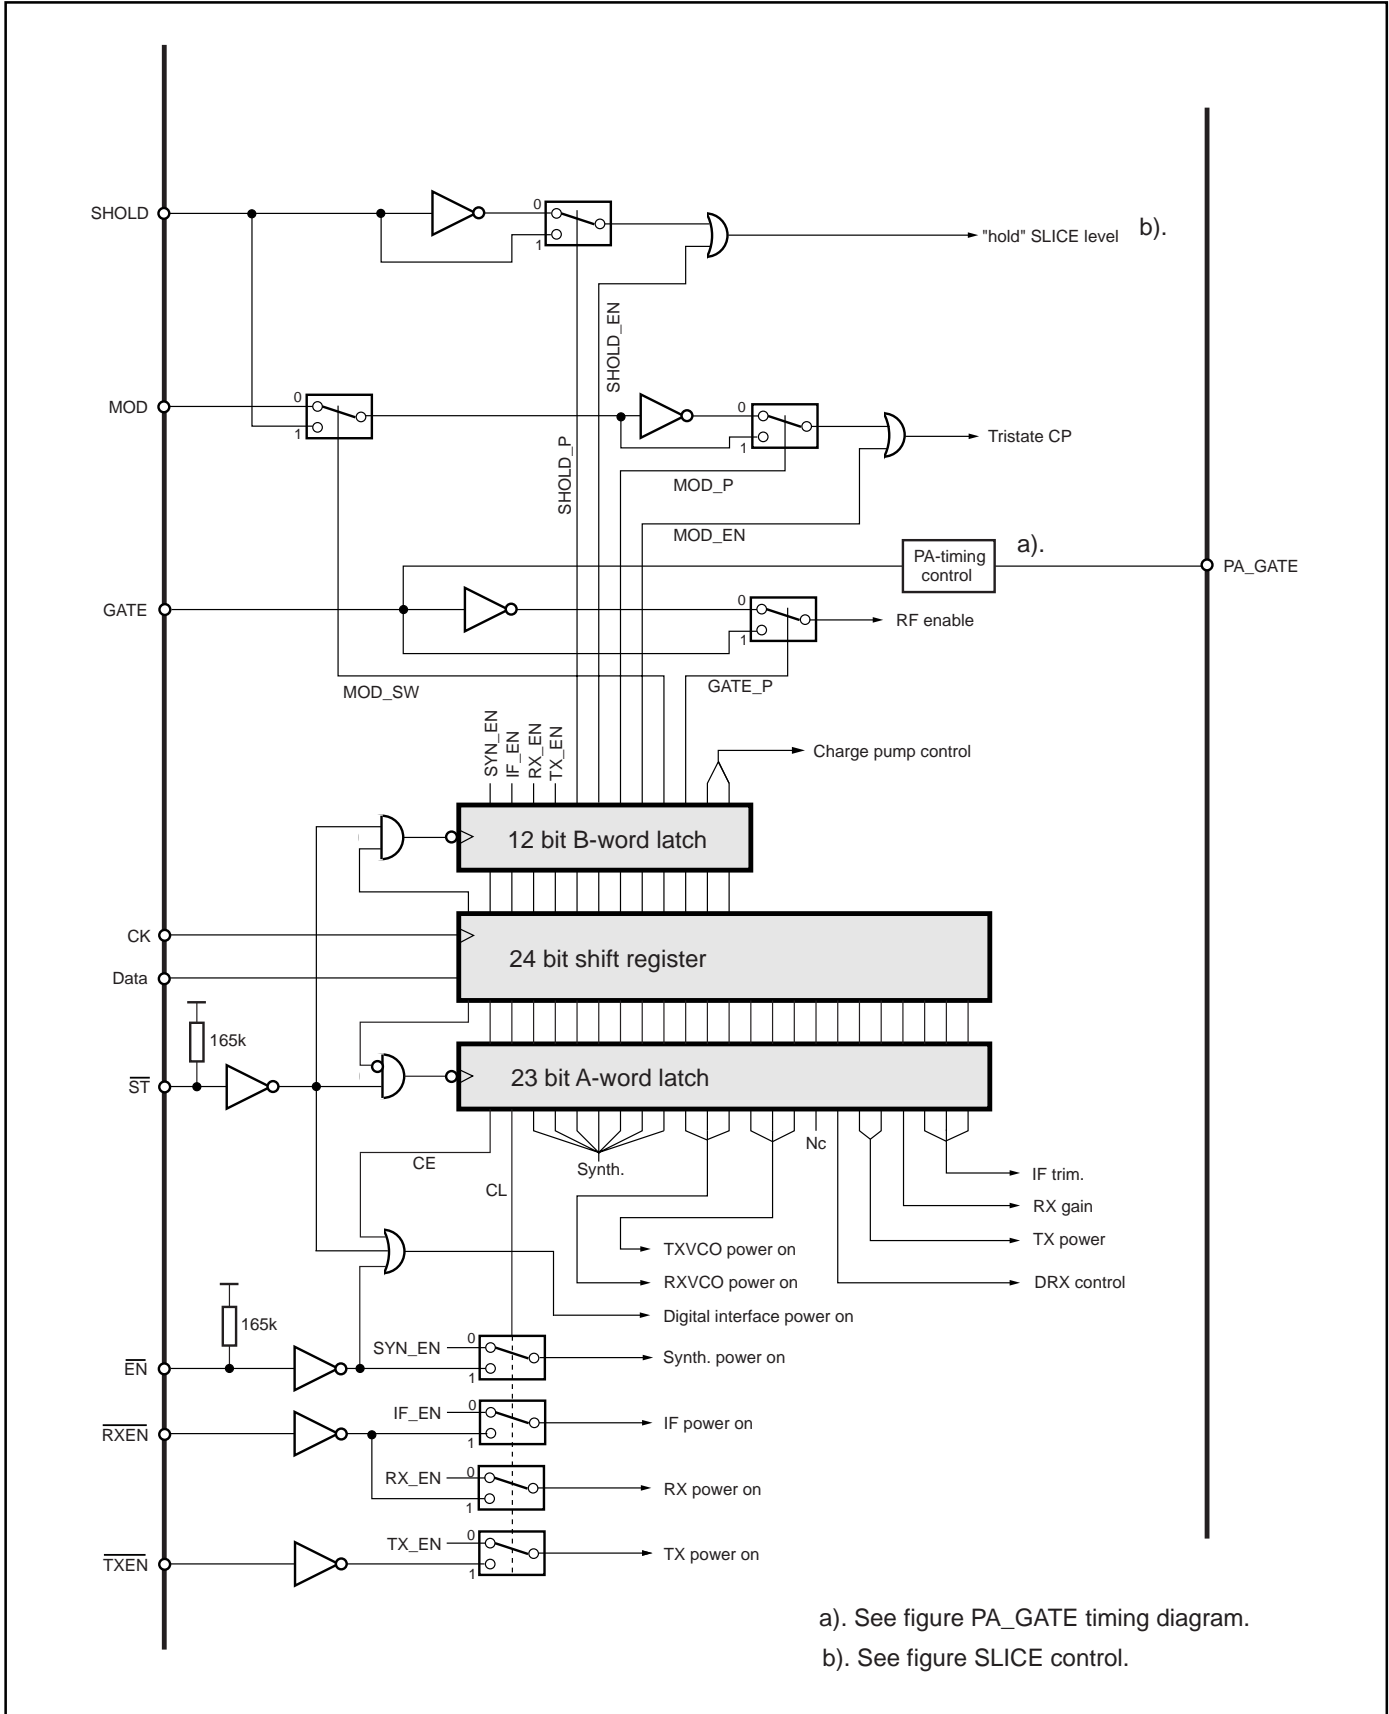 SHOLD
0
1
"hold" SLICE level
b).
SHOLD_EN
MOD
0
1
SHOLD_P
0
1
Tristate CP
MOD_P
MOD_EN
a).
PA-timing
control
PA_GATE
GATE
0
1
RF enable
MOD_SW
GATE_P
SYN_EN
IF_EN
RX_EN
TX_EN
Charge pump control
12 bit B-word latch
CK
24 bit shift register
Data
165k
ST
23 bit A-word latch
CE
Synth.
Nc
CL
IF trim.
RX gain
TX power
TXVCO power on
RXVCO power on
DRX control
Digital interface power on
165k
EN
SYN_EN
0
1
Synth. power on
RXEN
IF_EN
0
1
IF power on
RX_EN
0
1
RX power on
TXEN
TX_EN
0
1
TX power on
a). See figure PA_GATE timing diagram.
b). See figure SLICE control.